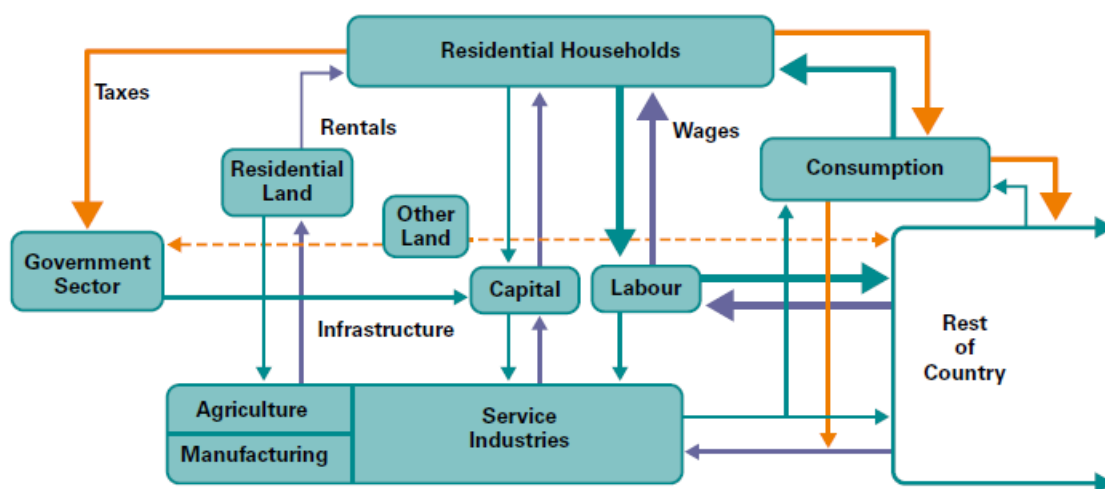 Residential Households
Taxes
Rentals
Wages
Residential
Land
Consumption
Other
Land
Government
Sector
Capital
Labour
Infrastructure
Rest
of
Country
Agriculture
Manufacturing
Service
Industries